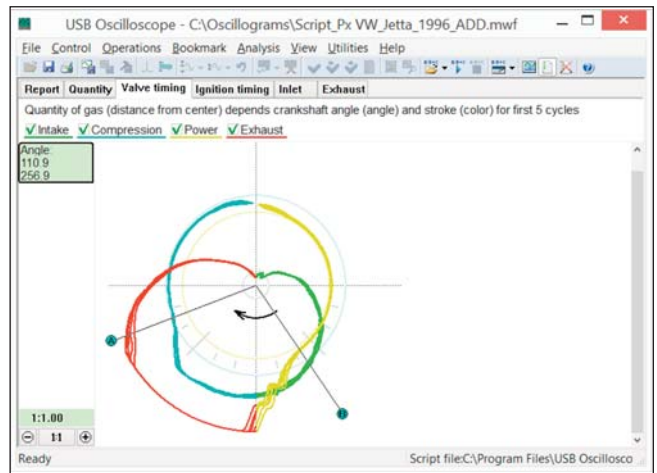 USB Oscilloscope - C:\Oscillograms\Script_Px VW_Jetta_1996_ADD.mwf
File Control Operations Bookmark Analysis View Utilities Help
Report Quantity Valve timing Ignition timing Inlet Exhaust
Quantity of gas (distance from center) depends crankshaft angle (angle) and stroke (color) for first 5 cycles
Intake Compression Power Exhaust
Angle:
110.9
256.9
A
1:1.00
1:1
Ready Script file:C:\Program Files\USB Oscillosco